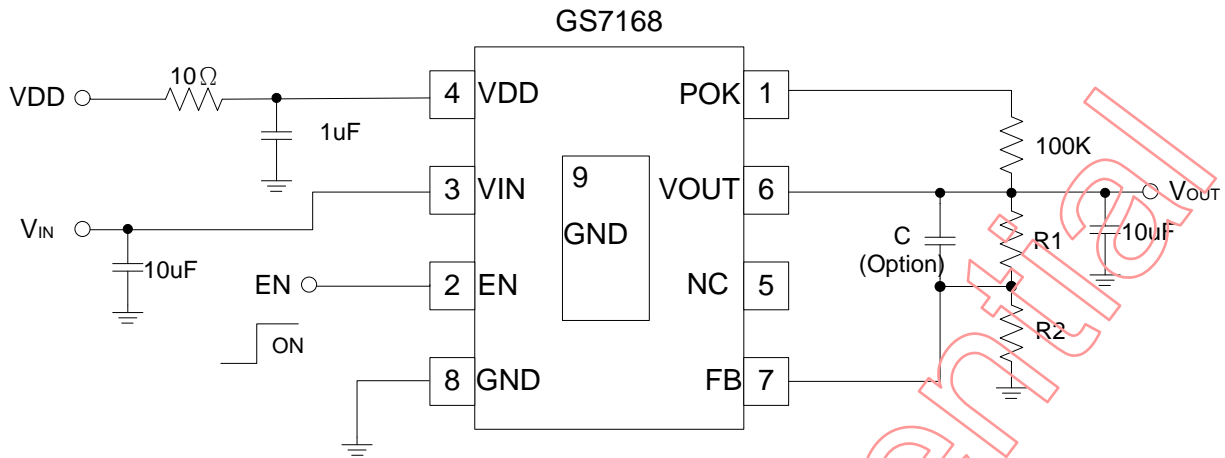 GS7168
10Ω
VDD
4 VDD
POK 1
1uF
100K
3 VIN
9
GND
VOUT 6
VOUT
VIN
10uF
C
(Option)
R1
10uF
EN
2 EN
NC 5
ON
R2
8 GND
FB 7